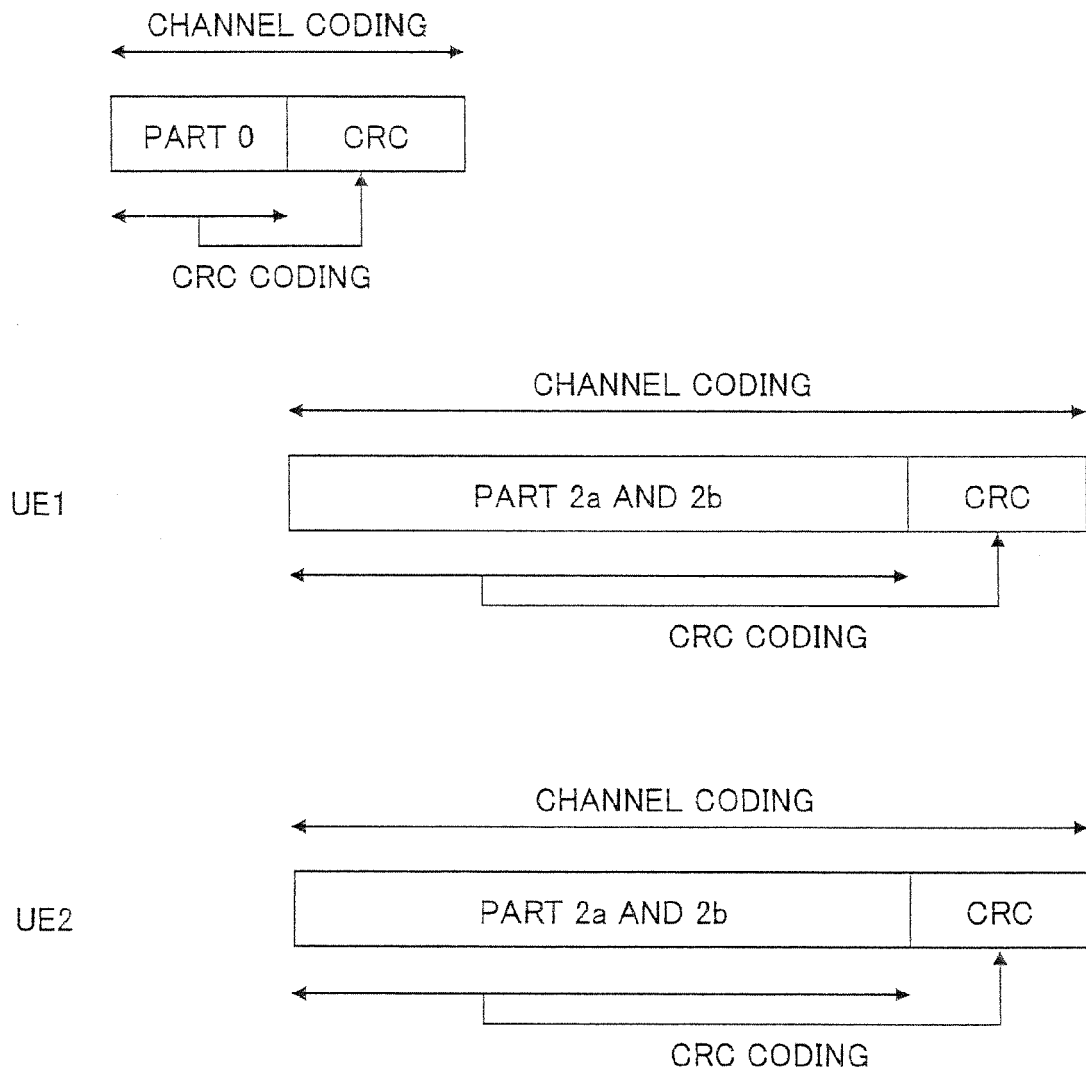 CHANNEL CODING
PART 0 CRC
CRC CODING
CHANNEL CODING
UE1 PART 2a AND 2b CRC
CRC CODING
CHANNEL CODING
UE2 PART 2a AND 2b CRC
CRC CODING